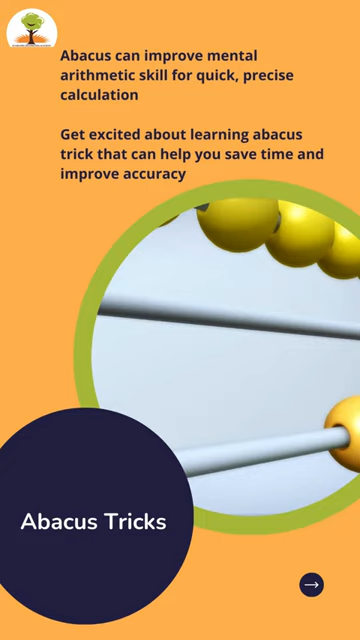 Abacus can improve mental
arithmetic skill for quick, precise
calculation
Get excited about learning abacus
trick that can help you save time and
improve accuracy
Abacus Tricks